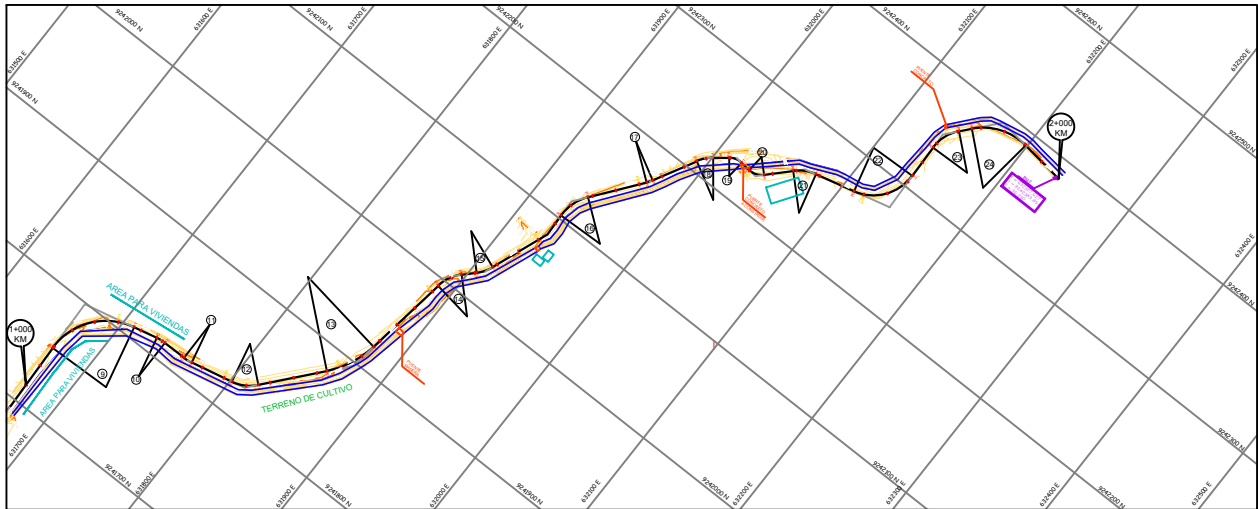 9242000 N
631600 E
9242100 N
631700 E
9242200 N
631800 E
631900 E
9242300 N
632000 E
9242400 N
632100 E
9242500 N
632200 E
632300 E
631500 E
9241900 N
2+000
KM
17
20
18
19
21
22
23
24
9242500 N
16
15
14
631600 E
632400 E
9242400 N
AREA PARA VIVIENDAS
11
13
1+000
KM
9
10
12
AREA PARA VIVIENDAS
TERRENO DE CULTIVO
631700 E
9241700 N
631800 E
631900 E
9241800 N
632000 E
9241900 N
632100 E
9242000 N
632200 E
9242100 N
632400 E
9242200 N
632500 E
9242300 N